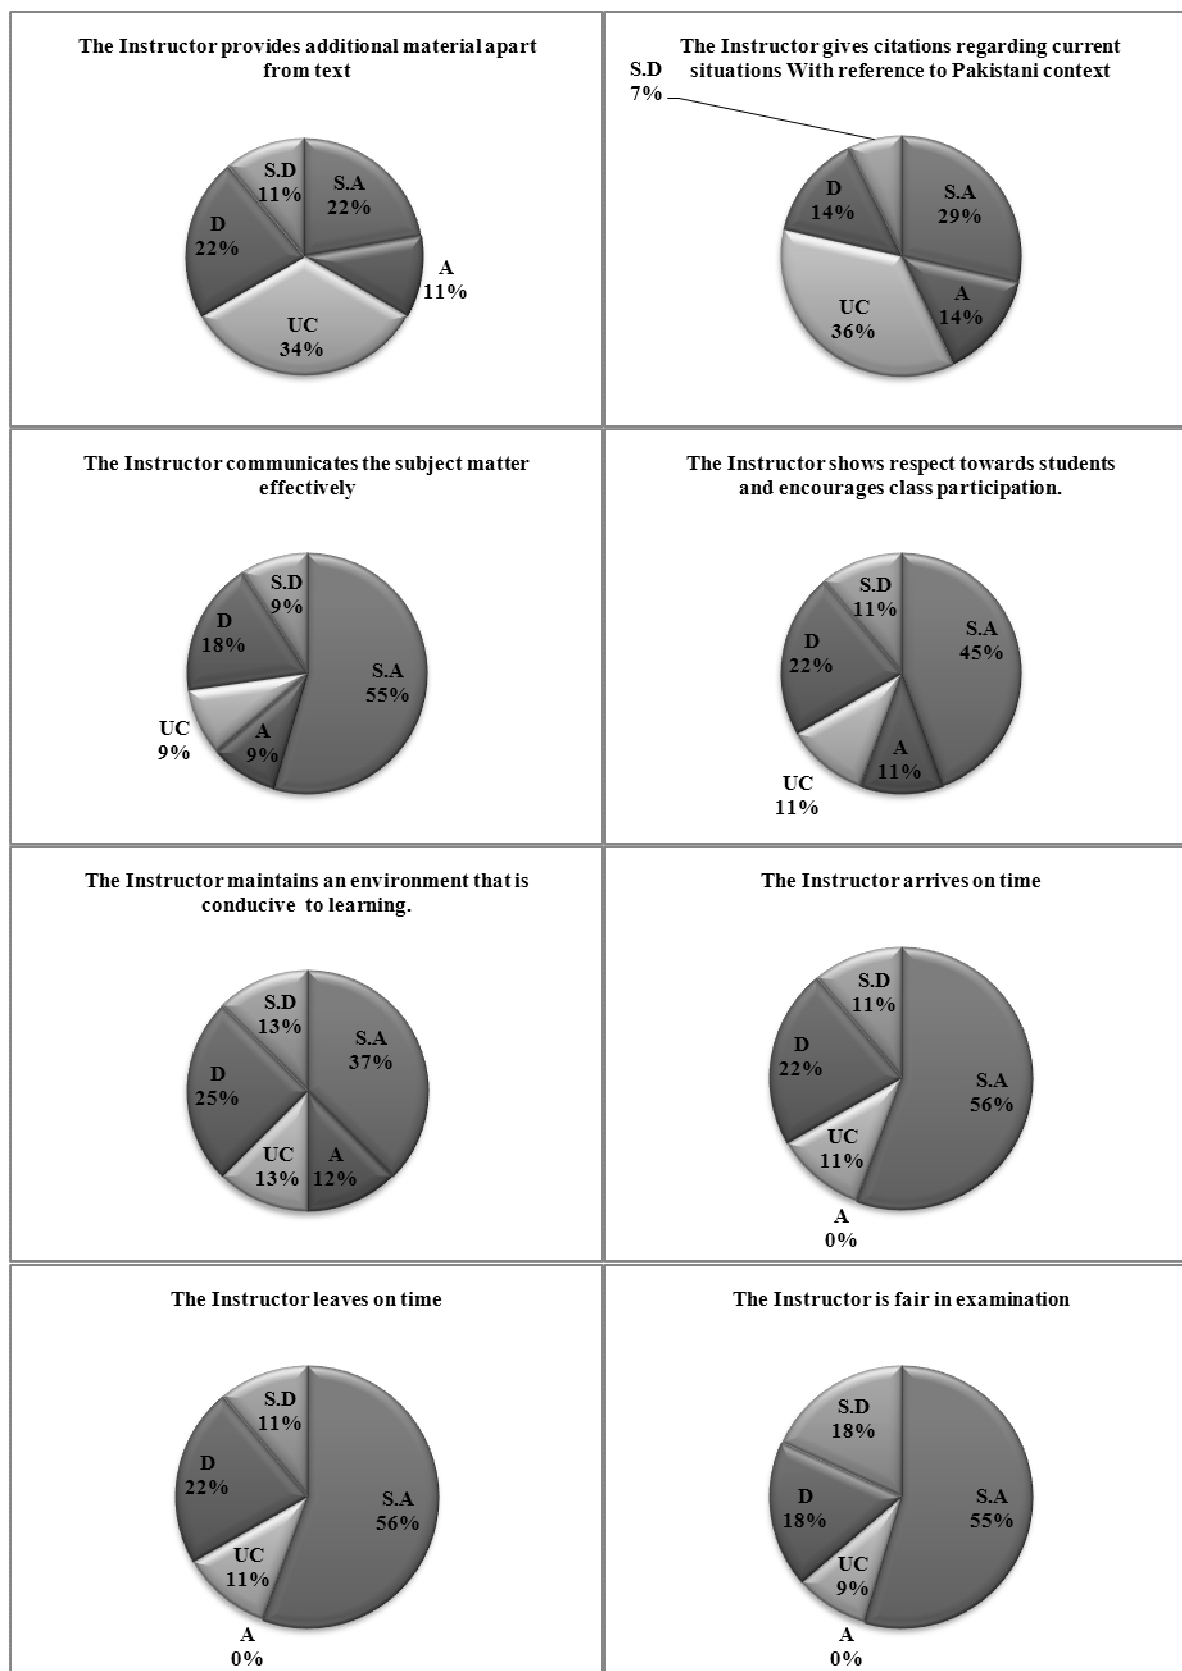 The Instructor provides additional material apart
from text
S.D
11%
S.A
22%
D
22%
A
11%
UC
34%
The Instructor gives citations regarding current
situations With reference to Pakistani context
S.D
7%
D
14%
S.A
29%
A
14%
UC
36%
The Instructor communicates the subject matter
effectively
S.D
9%
D
18%
S.A
55%
UC
9%
A
9%
The Instructor shows respect towards students
and encourages class participation.
S.D
11%
S.A
45%
D
22%
A
11%
UC
11%
The Instructor maintains an environment that is
conducive to learning.
S.D
13%
S.A
37%
D
25%
UC
13%
A
12%
The Instructor arrives on time
S.D
11%
D
22%
S.A
56%
UC
11%
A
0%
The Instructor leaves on time
S.D
11%
D
22%
S.A
56%
UC
11%
A
0%
The Instructor is fair in examination
S.D
18%
D
18%
S.A
55%
UC
9%
A
0%